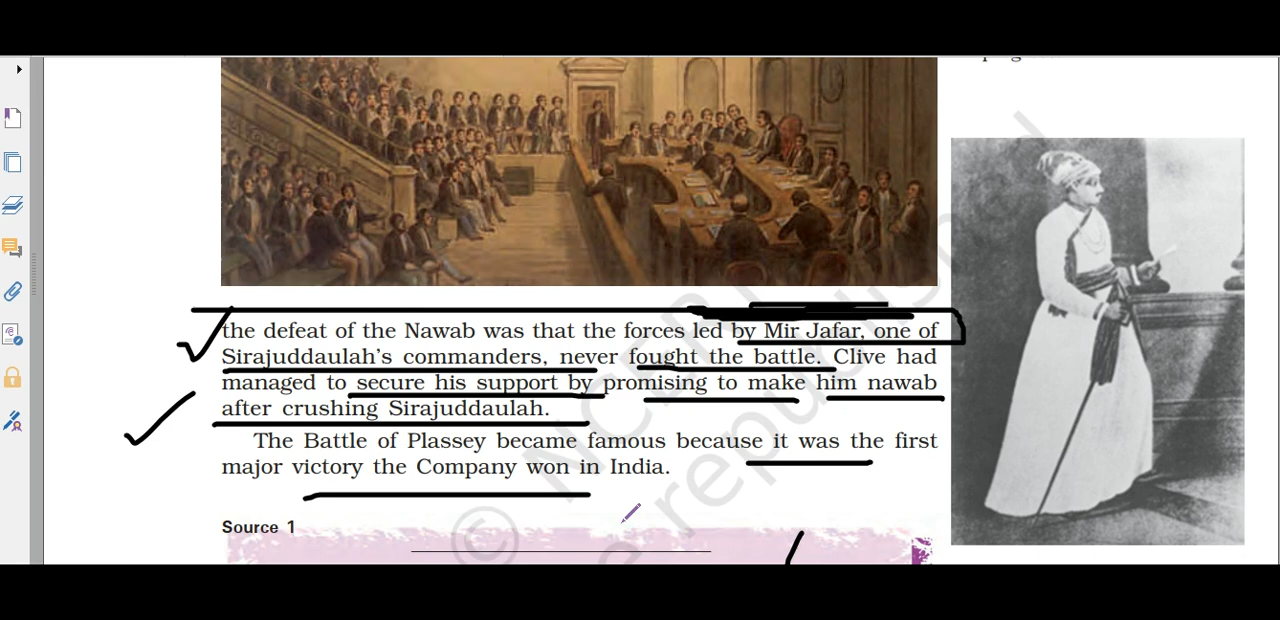 the defeat of the Nawab was that the forces led by Mir Jafar, one of
Sirajuddaulah's commanders, never fought the battle. Clive had
managed to secure his support by promising to make him nawab
after crushing Sirajuddaulah.
The Battle of Plassey became famous because it was the first
major victory the Company won in India.
Source 1
© NCERT
republished